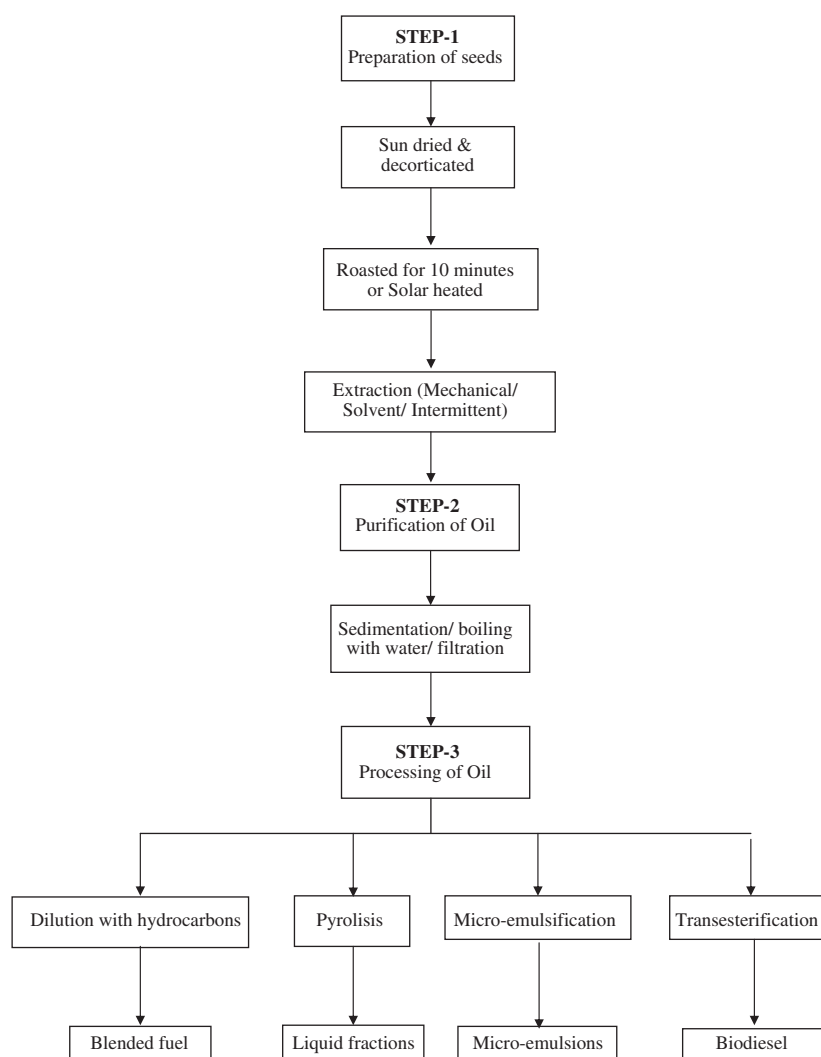 STEP-1
Preparation of seeds
Sun dried &
decorticated
Roasted for 10 minutes
or Solar heated
Extraction (Mechanical/
Solvent/ Intermittent)
STEP-2
Purification of Oil
Sedimentation/ boiling
with water/ filtration
STEP-3
Processing of Oil
Dilution with hydrocarbons
Pyrolisis
Micro-emulsification
Transesterification
Blended fuel
Liquid fractions
Micro-emulsions
Biodiesel